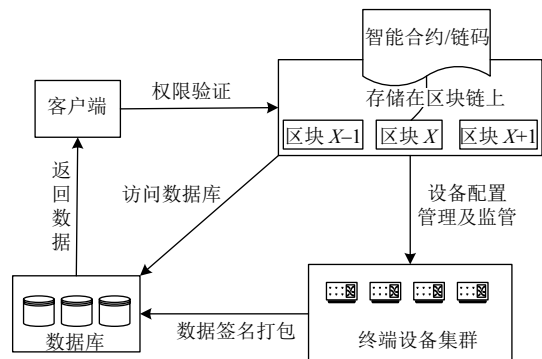 智能合约/链码
存储在区块链上
区块 X−1
区块 X
区块 X+1
客户端
权限验证
返回数据
访问数据库
设备配置
管理及监管
数据库
数据签名打包
终端设备集群